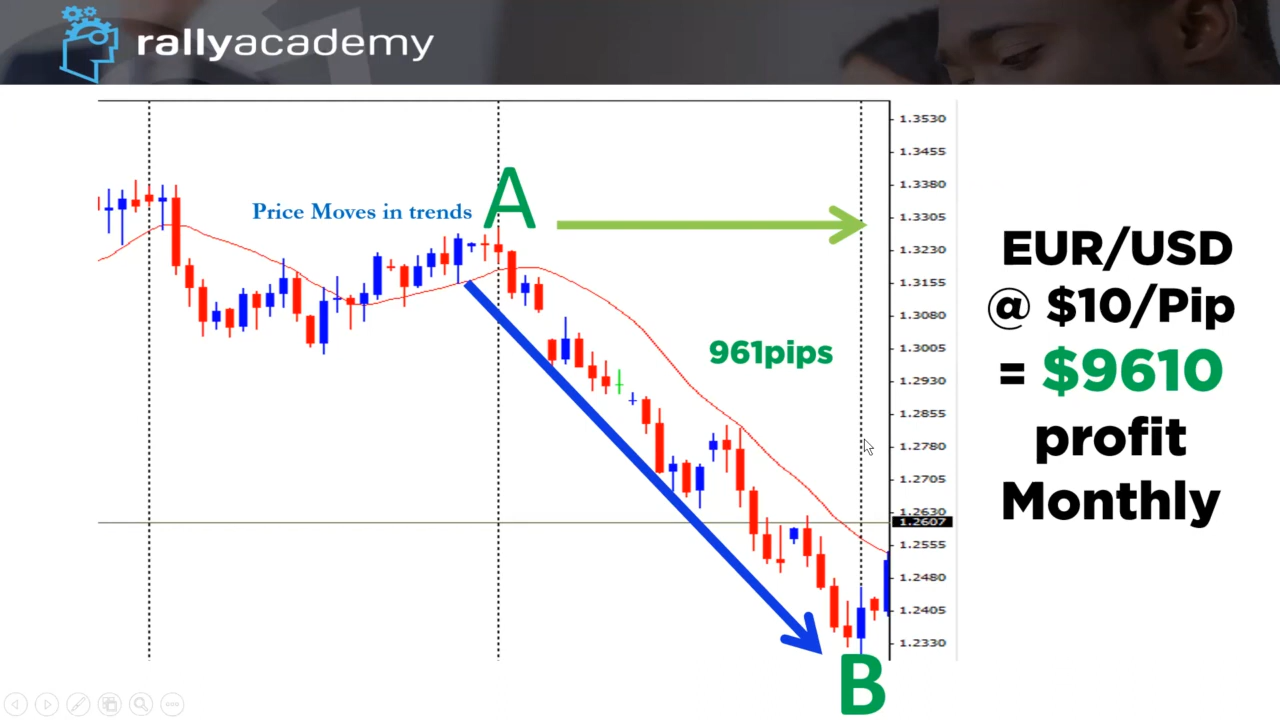 rallyacademy
Price Moves in trends
A
961pips
B
1.3530
1.3455
1.3380
1.3305
1.3230
1.3155
1.3080
1.3005
1.2930
1.2855
1.2780
1.2705
1.2630
1.2607
1.2555
1.2480
1.2405
1.2330
EUR/USD
@ $10/Pip
= $9610
profit
Monthly